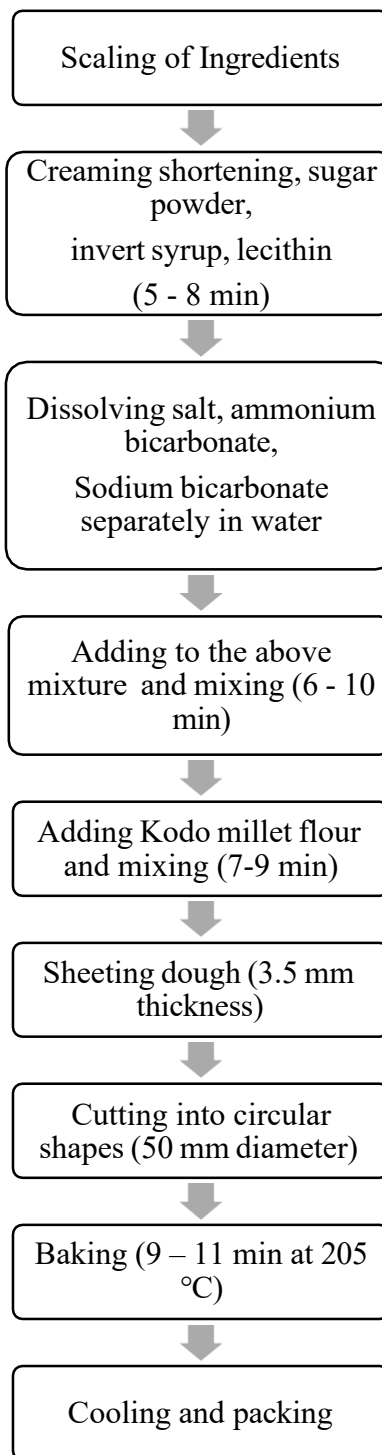 Scaling of Ingredients
Creaming shortening, sugar
powder,
invert syrup, lecithin
(5 - 8 min)
Dissolving salt, ammonium
bicarbonate,
Sodium bicarbonate
separately in water
Adding to the above
mixture  and mixing (6 - 10
min)
Adding Kodo millet flour
and mixing (7-9 min)
Sheeting dough (3.5 mm
thickness)
Cutting into circular
shapes (50 mm diameter)
Baking (9 – 11 min at 205
°C)
Cooling and packing